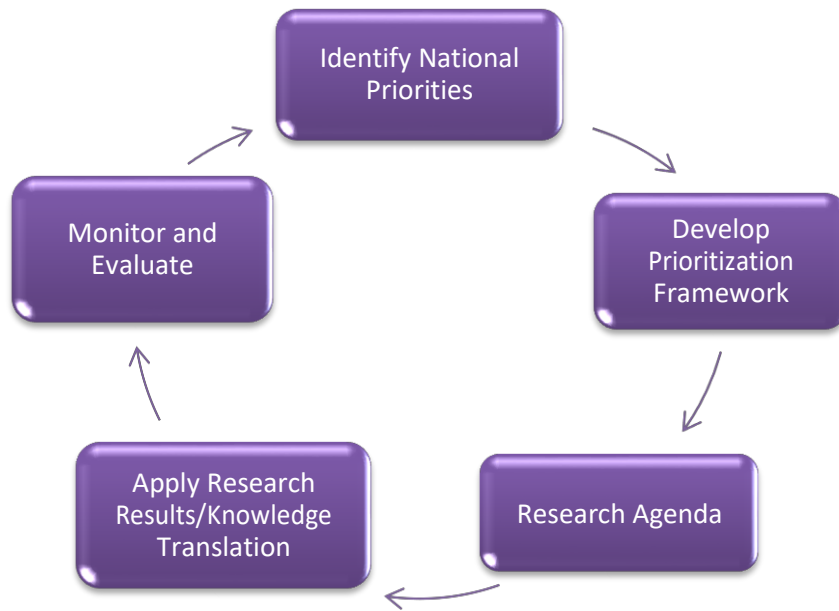 Identify National
Priorities
Develop
Prioritization
Framework
Research Agenda
Apply Research
Results/Knowledge
Translation
Monitor and
Evaluate